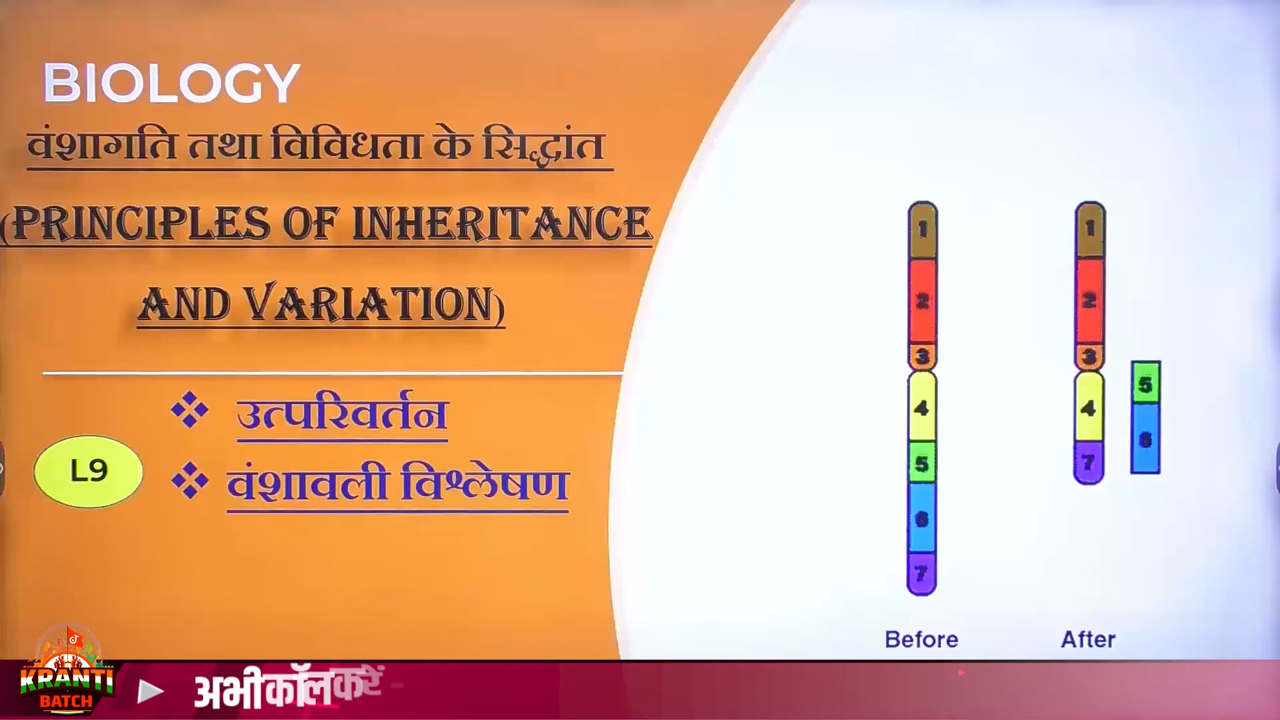 BIOLOGY
वंशागति तथा विविधता के सिद्धांत
(PRINCIPLES OF INHERITANCE
AND VARIATION)
❖ उत्परिवर्तन
L9
❖ वंशावली विश्लेषण
1
2
3
4
5
6
7
Before
1
2
3
4
7
After
5
6
KRANTI
BATCH
अभी कॉल करें